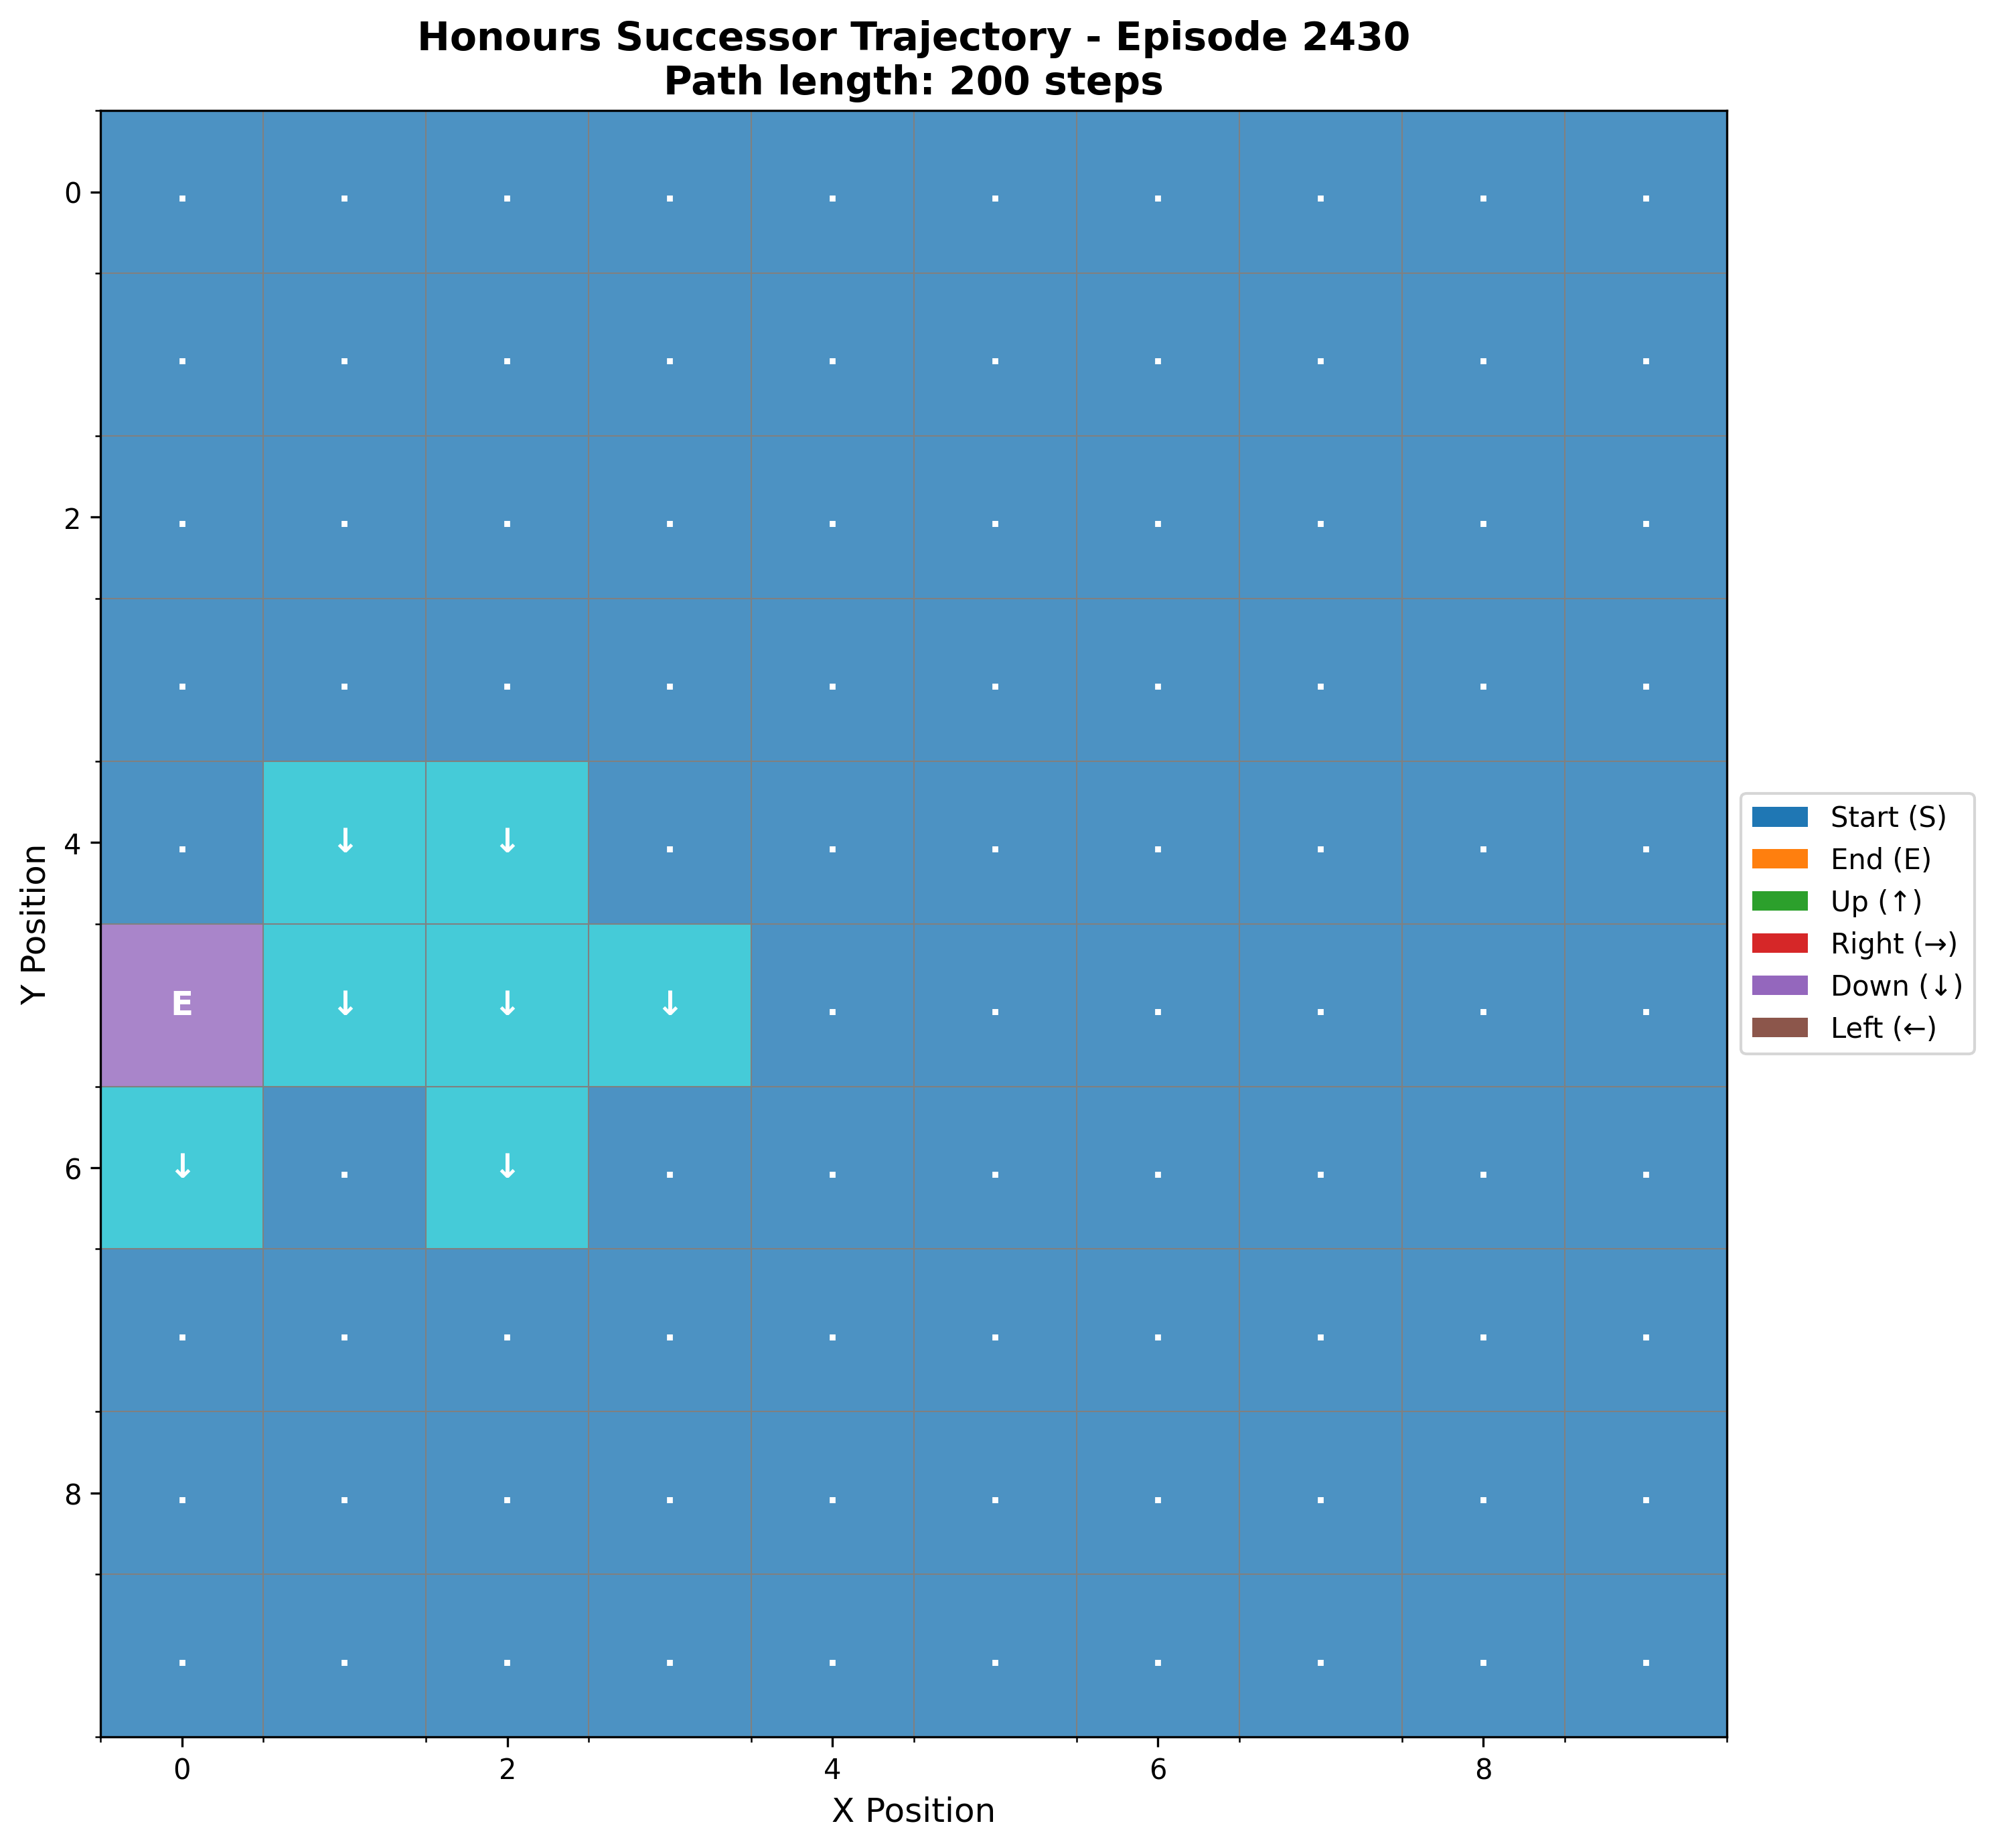 Honours Successor Trajectory - Episode 2430
Path length: 200 steps
0
. . . . . . . . . .
. . . . . . . . . .
2
. . . . . . . . . .
. . . . . . . . . .
4
. ↓ ↓ . . . . . . .
Y Position
E ↓ ↓ ↓ . . . . . .
6
↓ . ↓ . . . . . . .
. . . . . . . . . .
8
. . . . . . . . . .
. . . . . . . . . .
0 2 4 6 8
X Position
Start (S)
End (E)
Up (↑)
Right (→)
Down (↓)
Left (←)